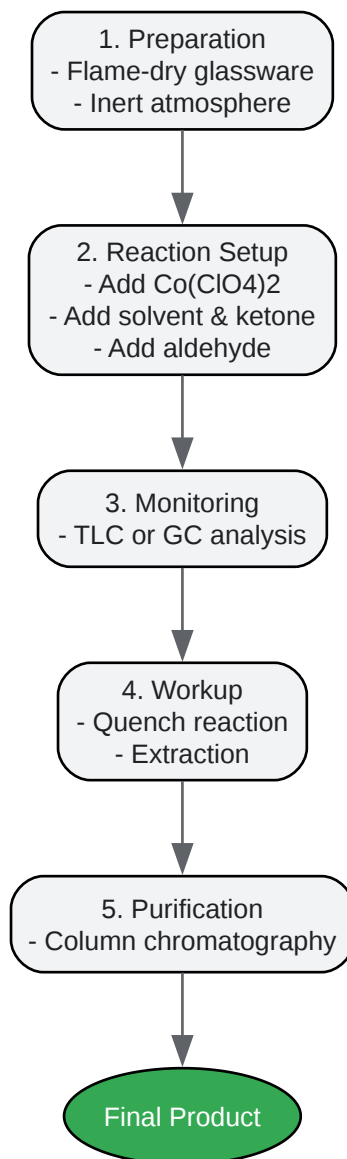 1. Preparation
- Flame-dry glassware
- Inert atmosphere
2. Reaction Setup
- Add Co(ClO4)2
- Add solvent & ketone
- Add aldehyde
3. Monitoring
- TLC or GC analysis
4. Workup
- Quench reaction
- Extraction
5. Purification
- Column chromatography
Final Product